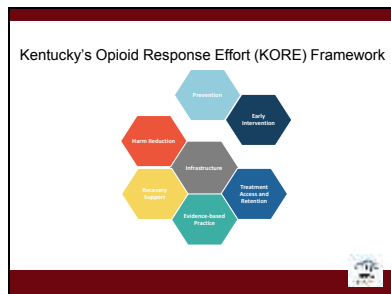 Kentucky's Opioid Response Effort (KORE) Framework
Prevention
Early
Intervention
Harm Reduction
Infrastructure
Recovery
Support
Treatment
Access and
Retention
Evidence-based
Practice